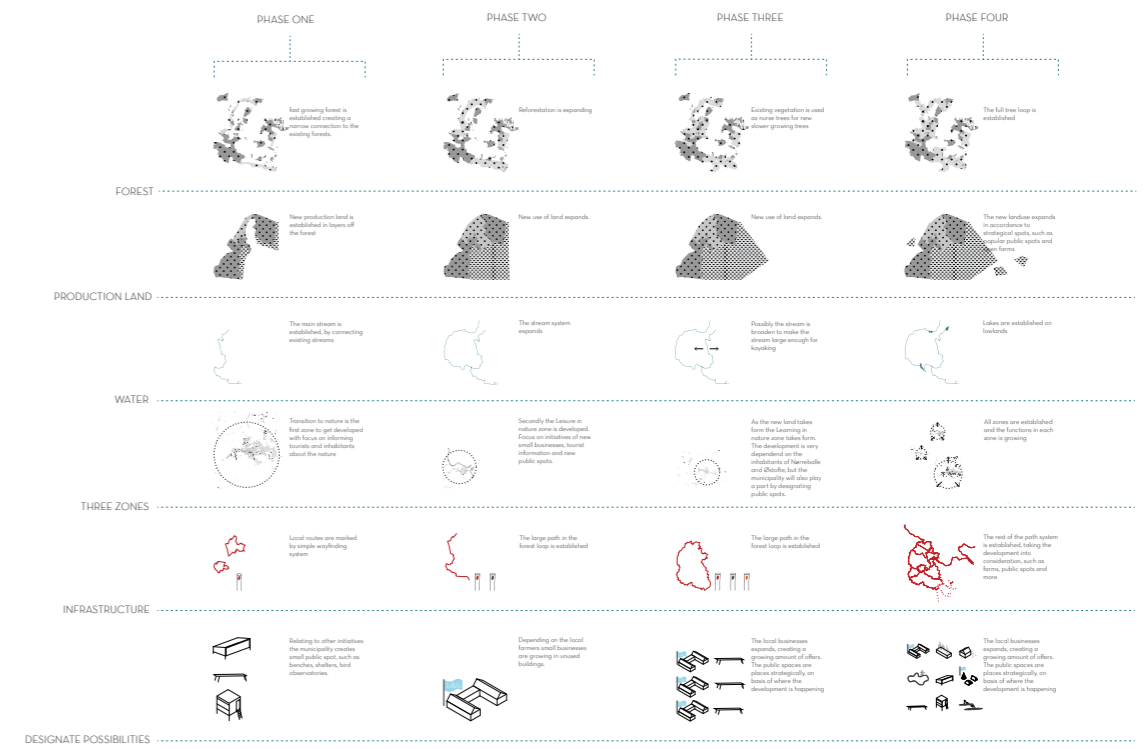 PHASE ONE
PHASE TWO
PHASE THREE
PHASE FOUR
fast growing forest is
established creating a
narrow connection to the
existing forests.
Reforestation is expanding
Existing vegetation is used
as nurse trees for new
slower growing trees
The full tree loop is
established
FOREST
New production land is
established in layers off
the forest
New use of land expands.
New use of land expands.
The new landuse expands
in accordance to
strategical spots, such as
popular public spots and
farms
PRODUCTION LAND
The main stream is
established, by connecting
existing streams
The stream system
expands
Possibly the stream is
broaden to make the
stream large enough for
kayaking
Lakes are established on
lowlands
WATER
Transition to nature is the
first zone to get developed
with focus on informing
tourists and inhabitants
about the nature
Secondly the Leisure in
nature zone is developed.
Focus on initiatives of new
small businesses, tourist
information and new
public spots.
As the new land takes
form the Learning in
nature zone takes form.
The development is very
dependend on the
inhabitants of Nørreballe
and Østofte, but the
municipality will also play
a part by designating
public spots.
All zones are established
and the functions in each
zone is growing
THREE ZONES
Local routes are marked
by simple wayfinding
system
The large path in the
forest loop is established
The large path in the
forest loop is established
The rest of the path system
is established, taking the
development into
consideration, such as
farms, public spots and
more
INFRASTRUCTURE
Relating to other initiatives
the municipality creates
small public spot, such as
benches, shelters, bird
observatories.
Depending on the local
farmers small businesses
are growing in unused
buildings.
The local businesses
expands, creating a
growing amount of offers.
The public spaces are
places strategically, on
basis of where the
development is happening
The local businesses
expands, creating a
growing amount of offers.
The public spaces are
places strategically, on
basis of where the
development is happening
DESIGNATE POSSIBILITIES